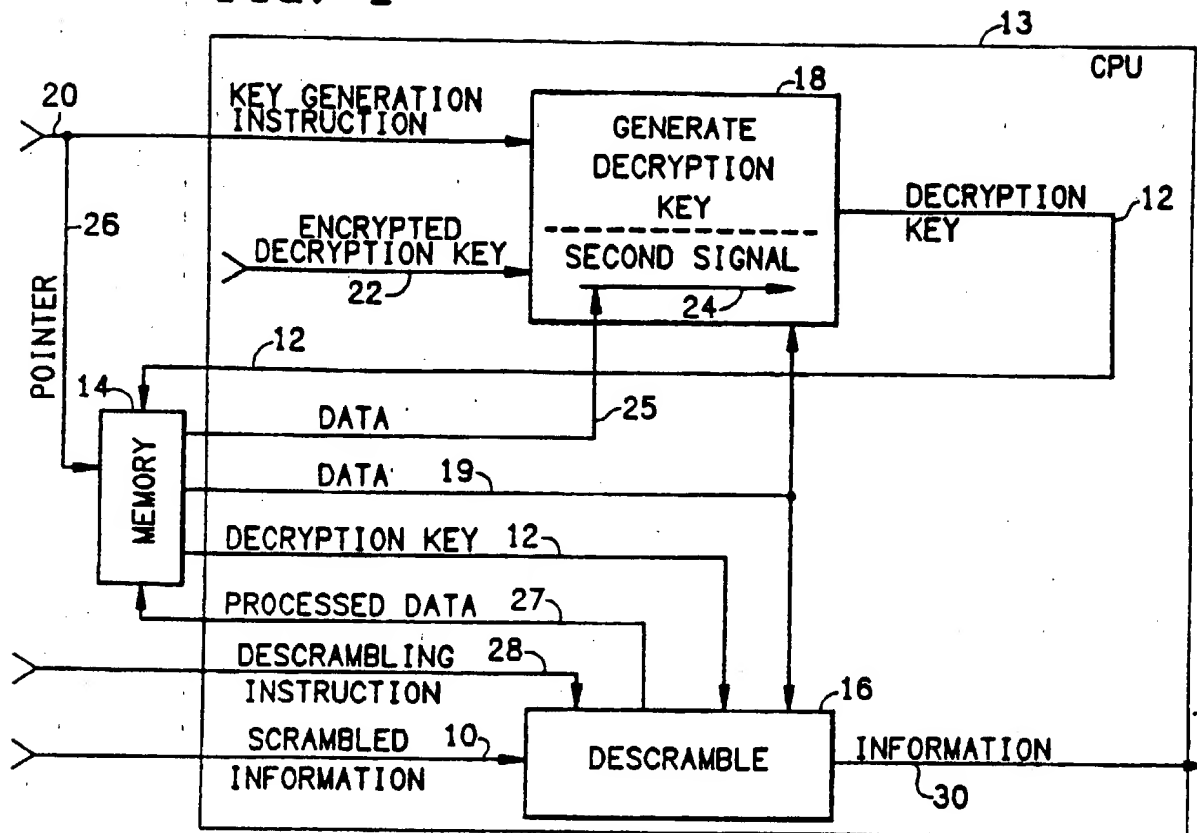 13
CPU
20
KEY GENERATION
INSTRUCTION
18
GENERATE
DECRYPTION
KEY
SECOND SIGNAL
24
DECRYPTION
KEY
12
26
ENCRYPTED
DECRYPTION KEY
22
POINTER
12
14
MEMORY
DATA
25
DATA
19
DECRYPTION KEY 12
PROCESSED DATA 27
DESCRAMBLING
INSTRUCTION
28
16
SCRAMBLED
INFORMATION
10
DESCRAMBLE
INFORMATION
30